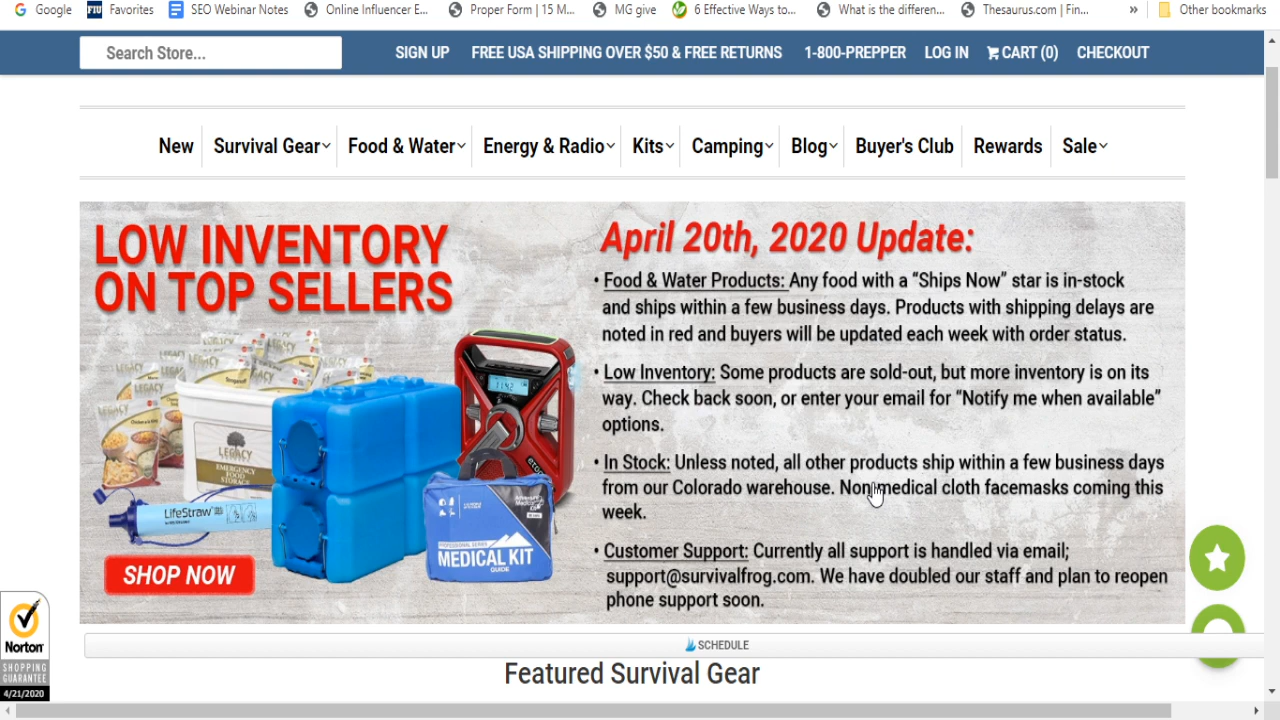 Google Favorites SEO Webinar Notes Online Influencer E... Proper Form | 15 M... MG give 6 Effective Ways to... What is the differen... Thesaurus.com | Fin... » Other bookmarks
FIU
Search Store... SIGN UP FREE USA SHIPPING OVER $50 & FREE RETURNS 1-800-PREPPER LOG IN CART (0) CHECKOUT
New Survival Gear Food & Water Energy & Radio Kits Camping Blog Buyer's Club Rewards Sale
LOW INVENTORY
ON TOP SELLERS
LEGACY
LEGACY
EMERGENCY
FOOD
STORAGE
LifeStraw
MEDICAL KIT
GUIDE
SHOP NOW
April 20th, 2020 Update:
• Food & Water Products: Any food with a “Ships Now” star is in-stock
and ships within a few business days. Products with shipping delays are
noted in red and buyers will be updated each week with order status.
• Low Inventory: Some products are sold-out, but more inventory is on its
way. Check back soon, or enter your email for “Notify me when available”
options.
• In Stock: Unless noted, all other products ship within a few business days
from our Colorado warehouse. Non-medical cloth facemasks coming this
week.
• Customer Support: Currently all support is handled via email;
support@survivalfrog.com. We have doubled our staff and plan to reopen
phone support soon.
Norton
SHOPPING
GUARANTEE
4/21/2020
SCHEDULE
Featured Survival Gear